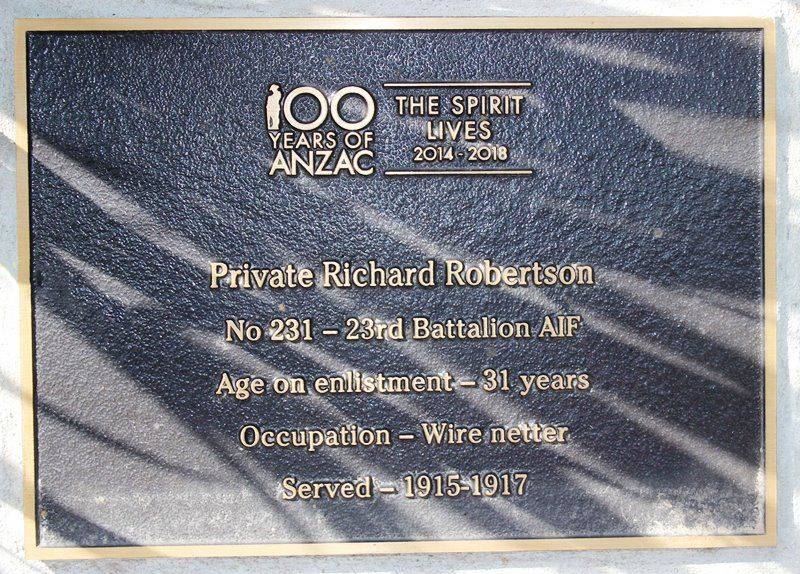 100
YEARS OF
ANZAC
THE SPIRIT
LIVES
2014 - 2018
Private Richard Robertson
No 231 – 23rd Battalion AIF
Age on enlistment – 31 years
Occupation – Wire netter
Served – 1915-1917